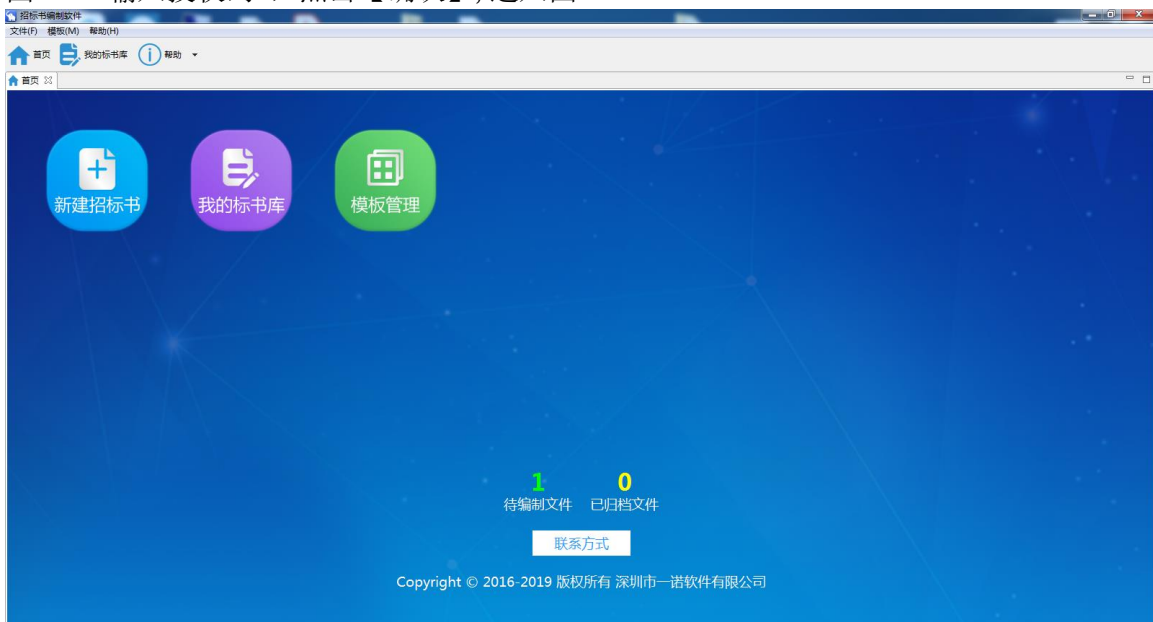 招标书编制软件
文件(F) 模板(M) 帮助(H)
首页 我的标书库 帮助
首页
新建招标书 我的标书库 模板管理
1 0
待编制文件 已归档文件
联系方式
Copyright © 2016-2019 版权所有 深圳市一诺软件有限公司